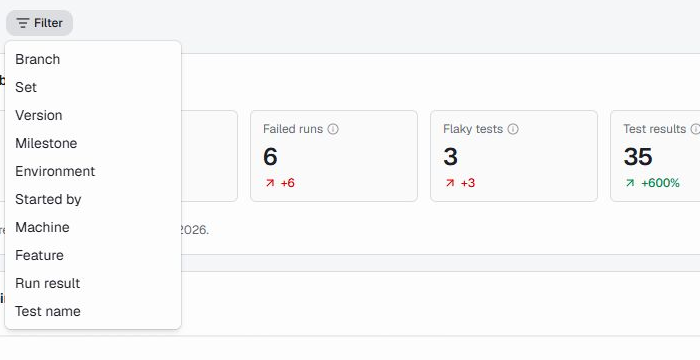 Filter
Branch
Set
Version
Milestone
Environment
Started by
Machine
Feature
Run result
Test name
Failed runs
6
+6
Flaky tests
3
+3
Test results
35
+600%
2026.